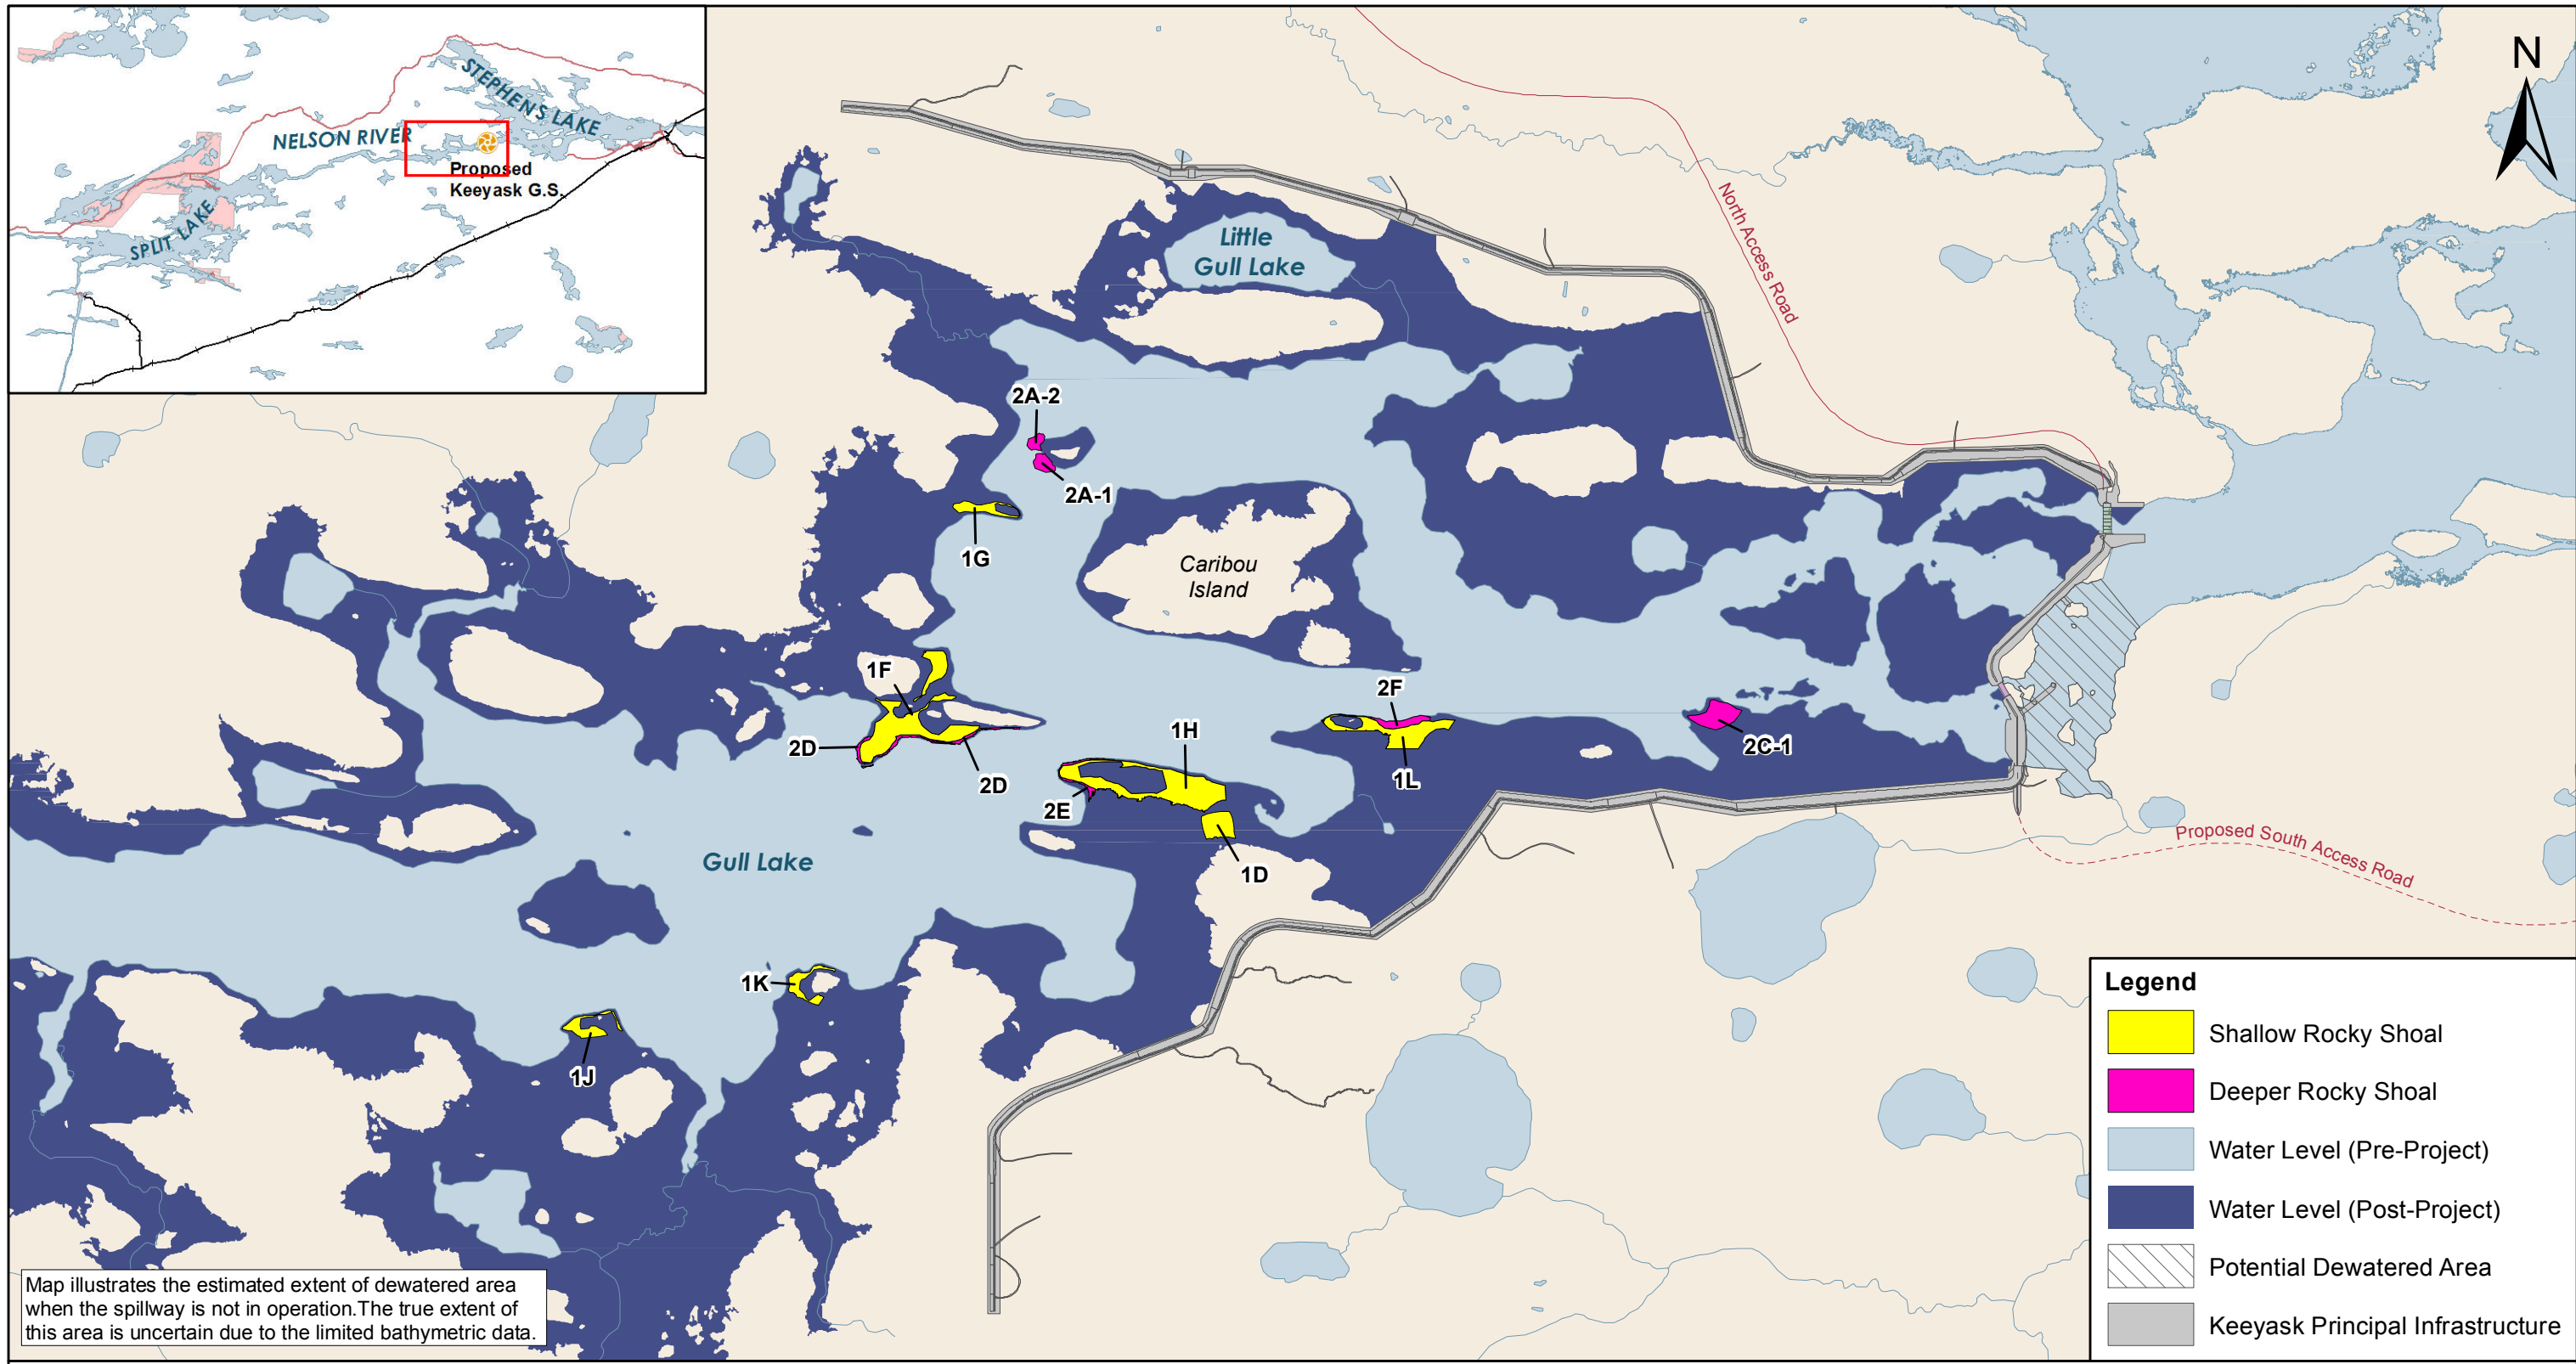 STEPHENS LAKE
NELSON RIVER
Proposed
Keeyask G.S.
SPLIT LAKE
N
North Access Road
Little
Gull Lake
2A-2
2A-1
1G
Caribou
Island
1F
2F
2D
1H
2C-1
2D
1L
2E
Gull Lake
1D
Proposed South Access Road
1K
1J
Legend
Shallow Rocky Shoal
Deeper Rocky Shoal
Water Level (Pre-Project)
Water Level (Post-Project)
Potential Dewatered Area
Keeyask Principal Infrastructure
Map illustrates the estimated extent of dewatered area
when the spillway is not in operation.The true extent of
this area is uncertain due to the limited bathymetric data.